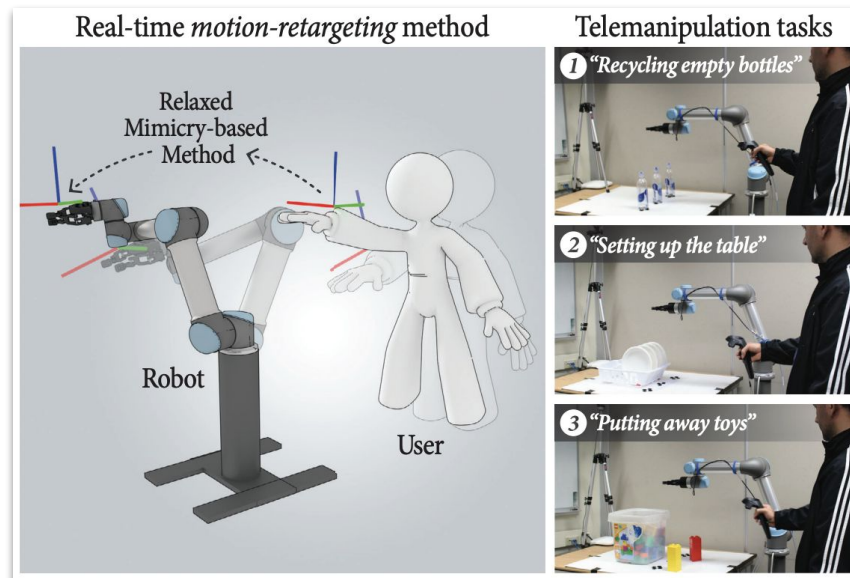 Real-time motion-retargeting method
Relaxed
Mimicry-based
Method
Robot
User
Telemanipulation tasks
1 “Recycling empty bottles”
2 “Setting up the table”
3 “Putting away toys”